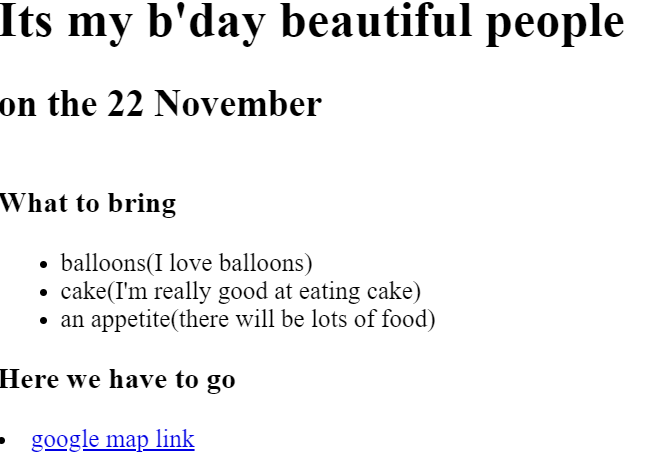 Its my b'day beautiful people
on the 22 November
What to bring
balloons(I love balloons)
cake(I'm really good at eating cake)
an appetite(there will be lots of food)
Here we have to go
google map link